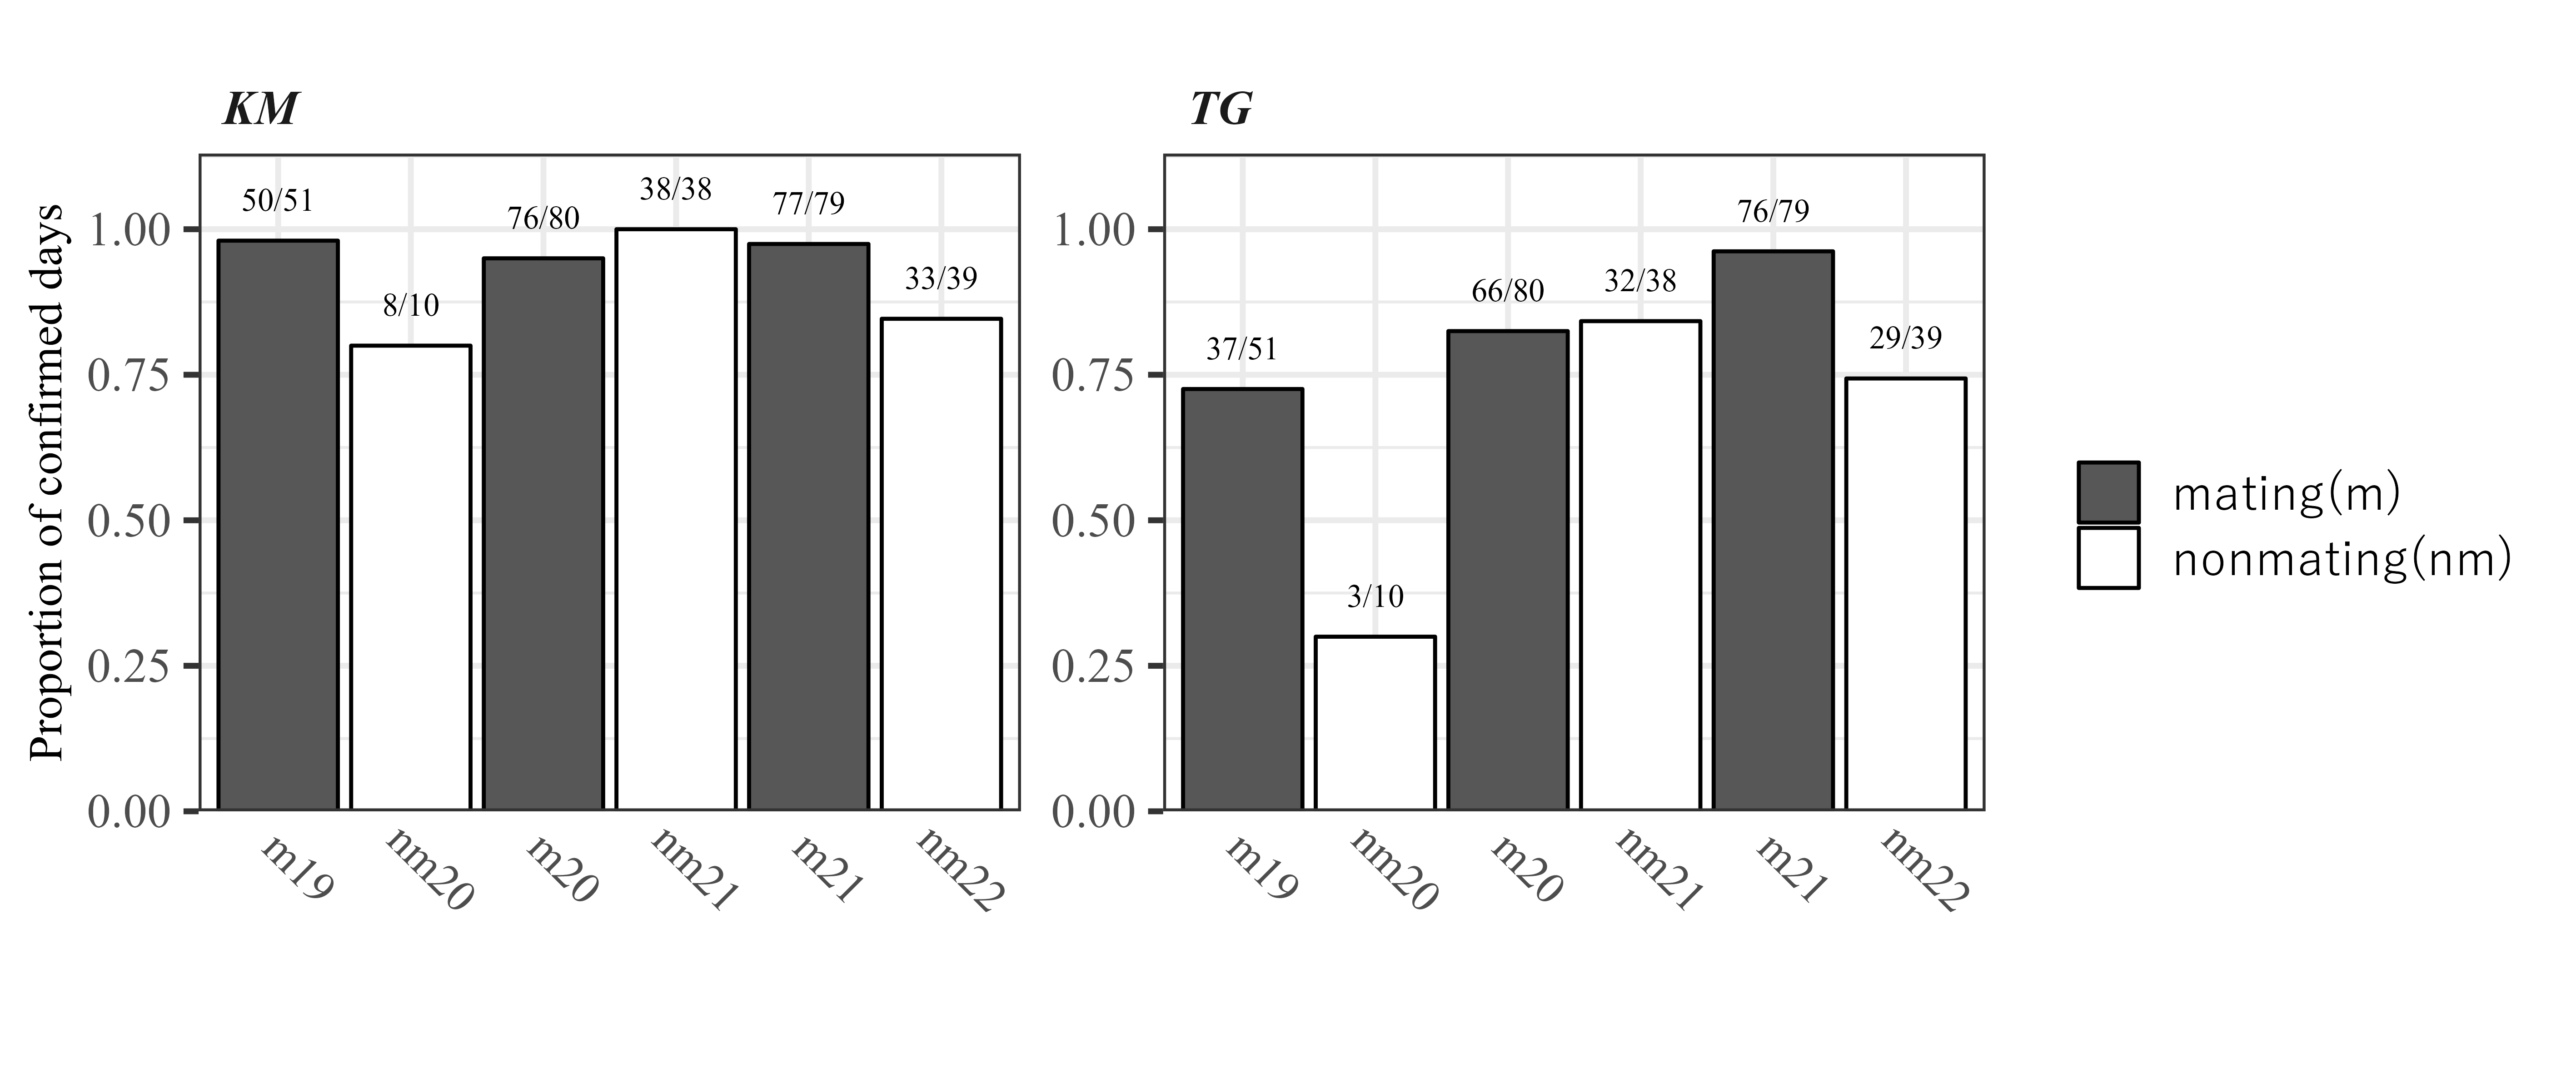 KM
TG
Proportion of confirmed days
1.00
0.75
0.50
0.25
0.00
50/51
8/10
76/80
38/38
77/79
33/39
m19
nm20
m20
nm21
m21
nm22
1.00
0.75
0.50
0.25
0.00
37/51
3/10
66/80
32/38
76/79
29/39
m19
nm20
m20
nm21
m21
nm22
mating(m)
nonmating(nm)